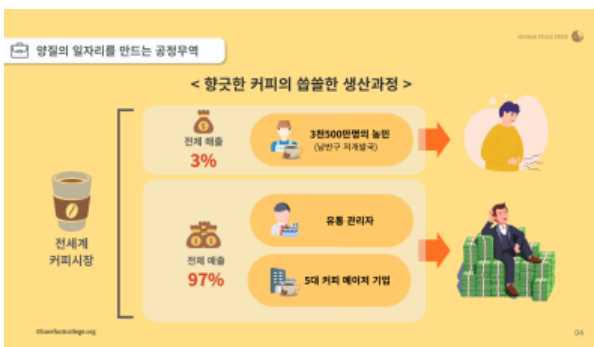 양질의 일자리를 만드는 공정무역
< 향긋한 커피의 씁쓸한 생산과정 >
전체 매출
3%
3천500만명의 농민
(남반구 저개발국)
전세계
커피시장
전체 매출
97%
유통 관리자
5대 커피 메이저 기업
©barefootcollege.org
04